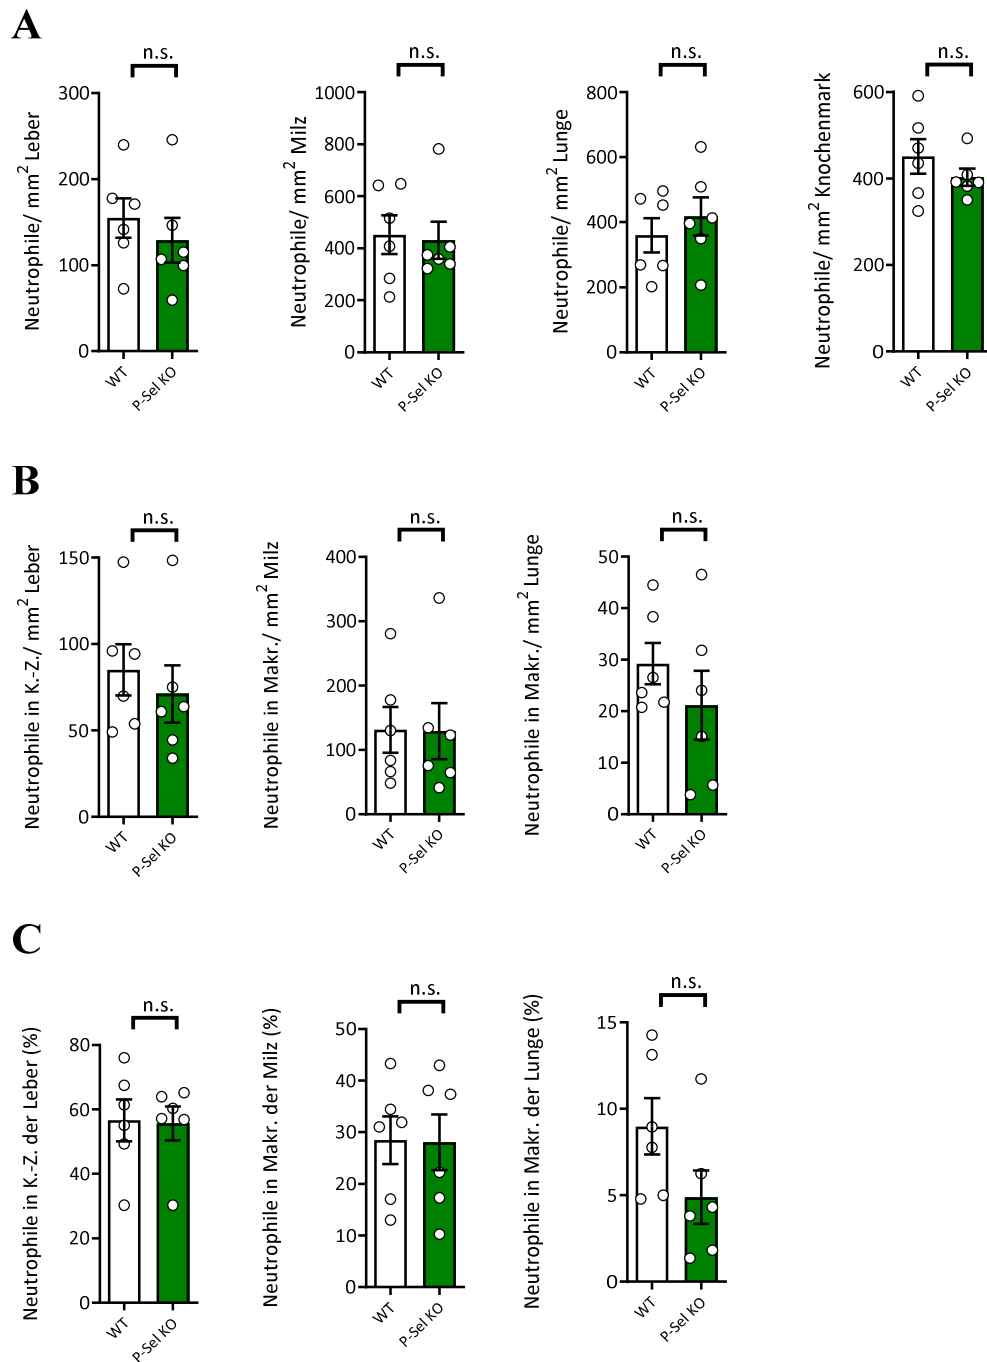 A
n.s.
Neutrophile/ mm² Leber
300
200
100
0
WT
P-Sel KO
n.s.
Neutrophile/ mm² Milz
1000
800
600
400
200
0
WT
P-Sel KO
n.s.
Neutrophile/ mm² Lunge
800
600
400
200
0
WT
P-Sel KO
n.s.
Neutrophile/ mm² Knochenmark
600
400
200
0
WT
P-Sel KO
B
n.s.
Neutrophile in K.-Z./ mm² Leber
150
100
50
0
WT
P-Sel KO
n.s.
Neutrophile in Makr./ mm² Milz
400
300
200
100
0
WT
P-Sel KO
n.s.
Neutrophile in Makr./ mm² Lunge
50
40
30
20
10
0
WT
P-Sel KO
C
n.s.
Neutrophile in K.-Z. der Leber (%)
80
60
40
20
0
WT
P-Sel KO
n.s.
Neutrophile in Makr. der Milz (%)
50
40
30
20
10
0
WT
P-Sel KO
n.s.
Neutrophile in Makr. der Lunge (%)
15
10
5
0
WT
P-Sel KO